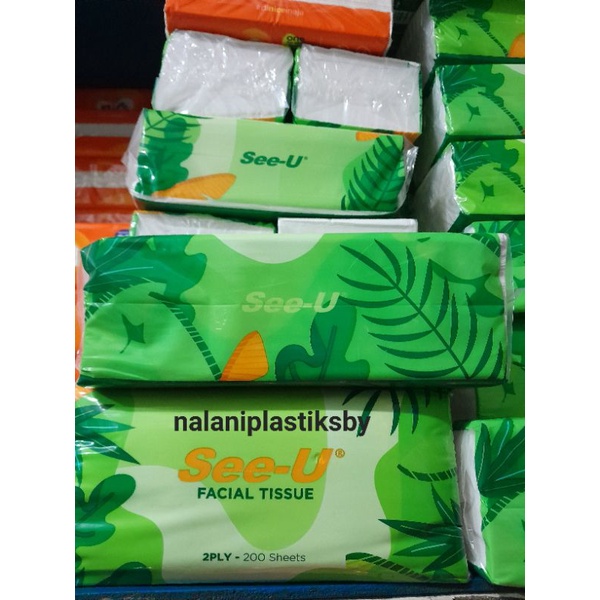 See-U®
See-U
nalaniplastiksby
See-U®
FACIAL TISSUE
2PLY - 200 Sheets